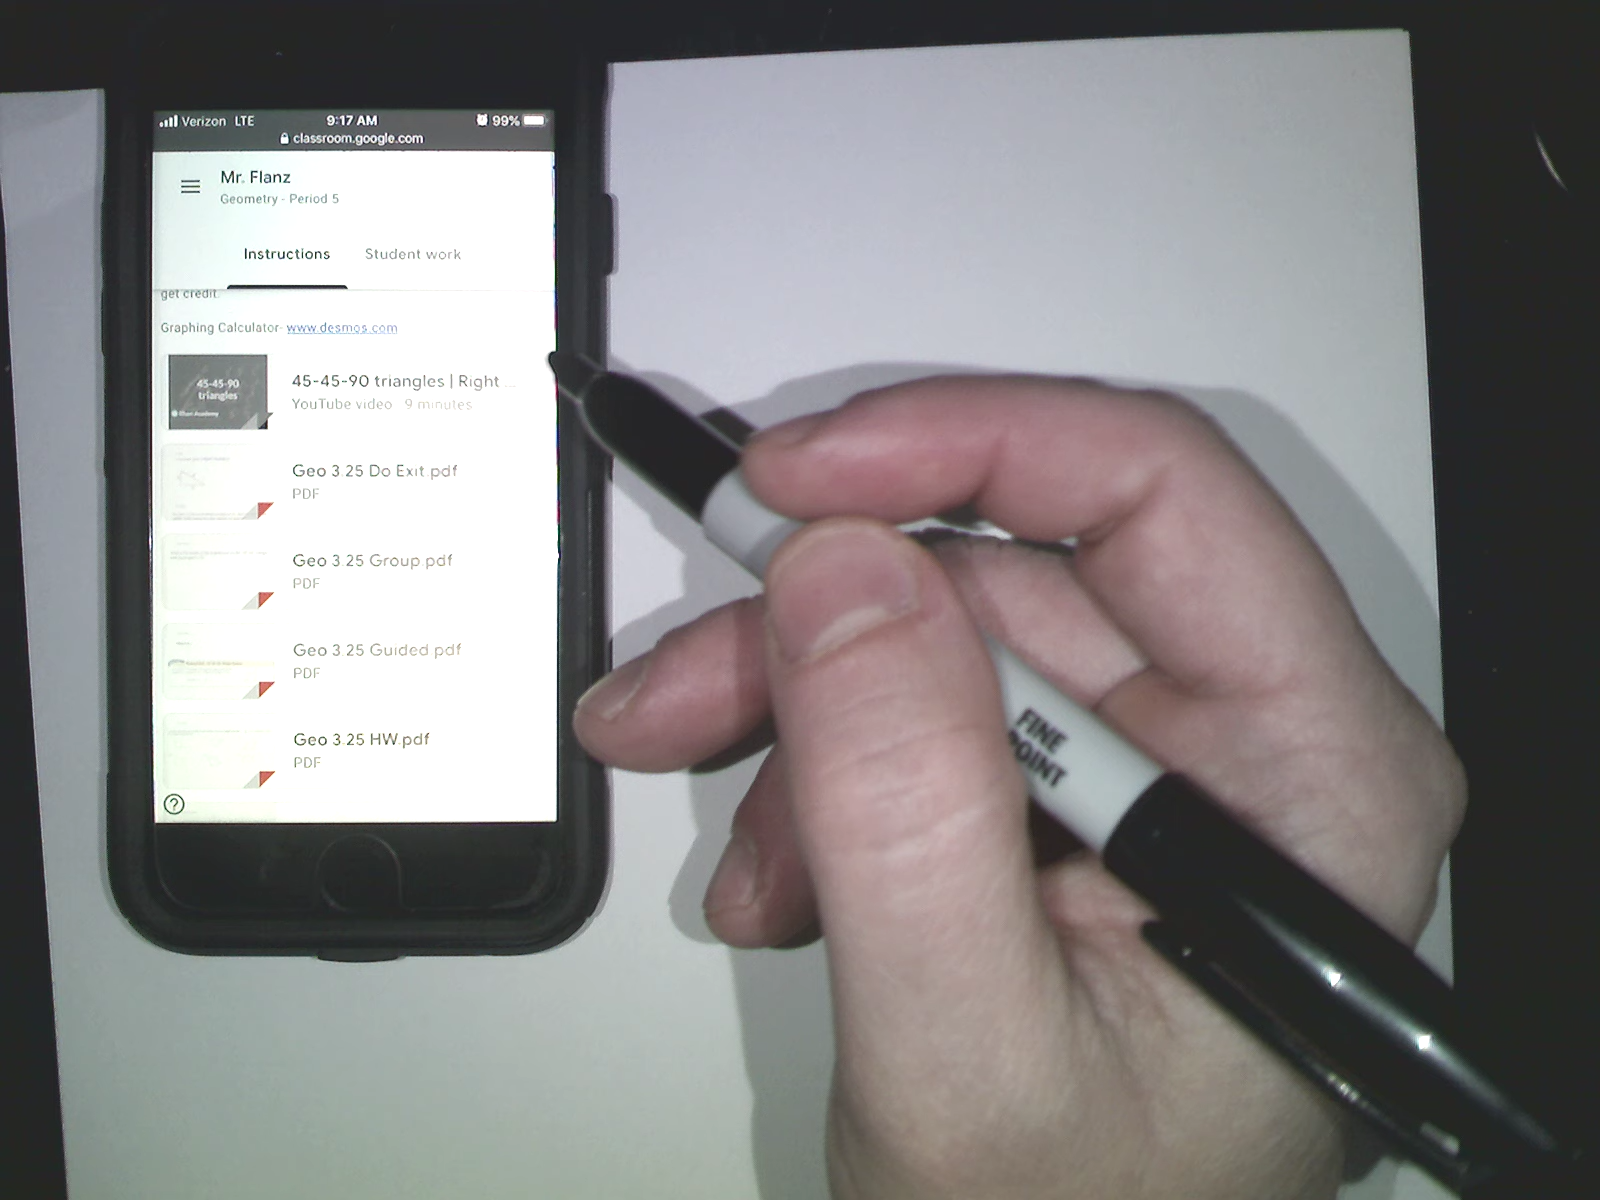 Verizon LTE 9:17 AM 99%
classroom.google.com
Mr. Flanz
Geometry - Period 5
Instructions Student work
get credit.
Graphing Calculator- www.desmos.com
45-45-90
triangles
Khan Academy
45-45-90 triangles | Right ...
YouTube video 9 minutes
Geo 3.25 Do Exit.pdf
PDF
Geo 3.25 Group.pdf
PDF
Geo 3.25 Guided.pdf
PDF
Geo 3.25 HW.pdf
PDF
?
FINE
POINT